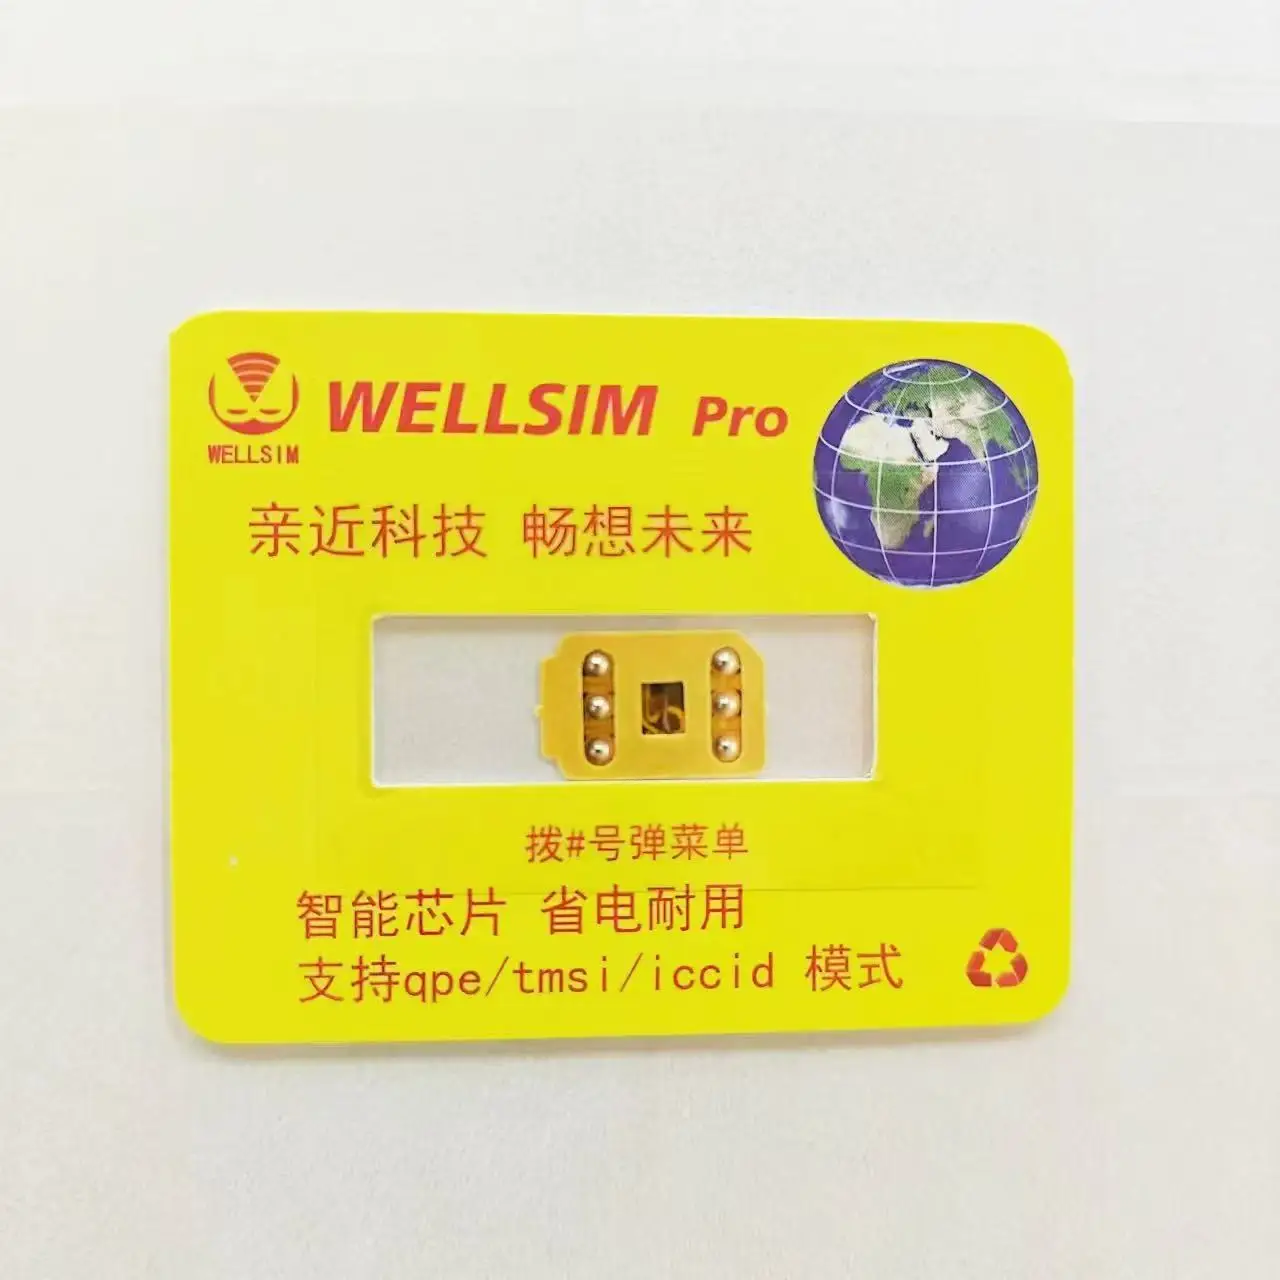 WELLSIM
WELLSIM Pro
亲近科技 畅想未来
拨#号弹菜单
智能芯片 省电耐用
支持qpe/tmsi/iccid 模式